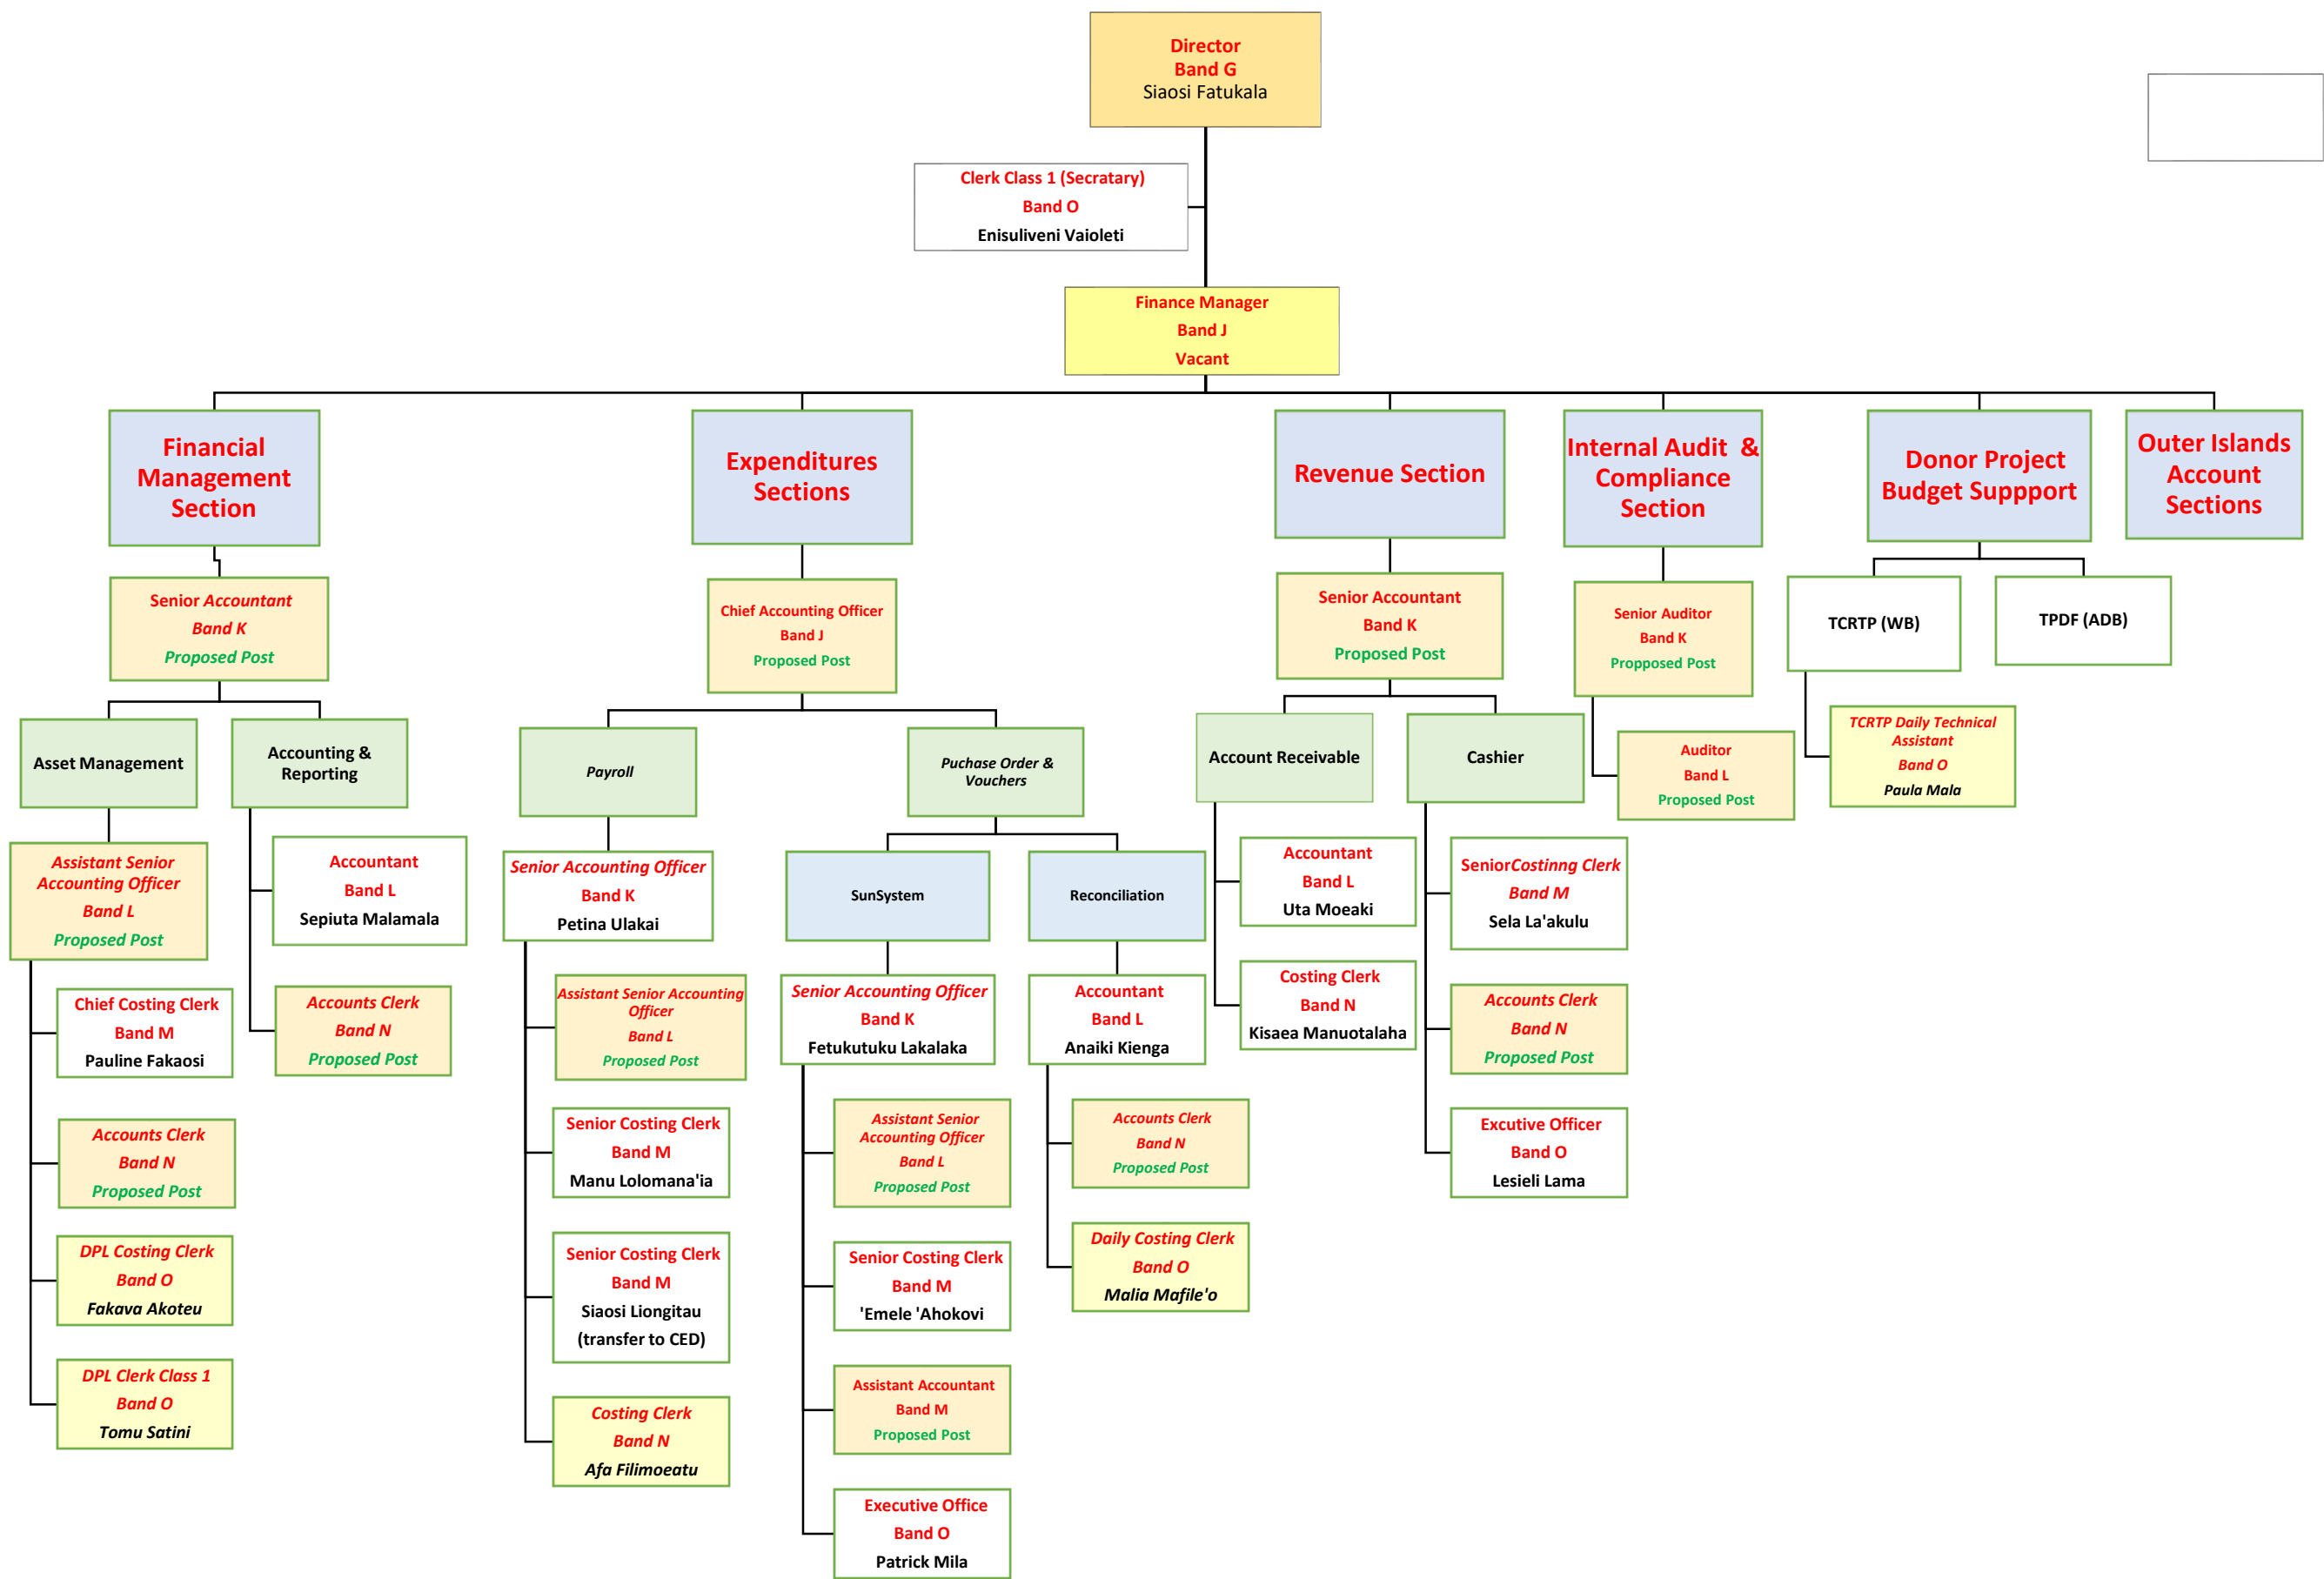 Director
Band G
Siaosi Fatukala
Clerk Class 1 (Secratary)
Band O
Enisuliveni Vaioleti
Finance Manager
Band J
Vacant
Financial
Management
Section
Expenditures
Sections
Revenue Section
Internal Audit & 
Compliance
Section
Donor Project
Budget Suppport
Outer Islands
Account
Sections
Senior Accountant
Band K
Proposed Post
Chief Accounting Officer
Band J
Proposed Post
Senior Accountant
Band K
Proposed Post
Senior Auditor
Band K
Propposed Post
TCRTP (WB)
TPDF (ADB)
Asset Management
Accounting &
Reporting
Payroll
Puchase Order &
Vouchers
Account Receivable
Cashier
Auditor
Band L
Proposed Post
TCRTP Daily Technical
Assistant
Band O
Paula Mala
Assistant Senior
Accounting Officer
Band L
Proposed Post
Accountant
Band L
Sepiuta Malamala
Senior Accounting Officer
Band K
Petina Ulakai
SunSystem
Reconciliation
Accountant
Band L
Uta Moeaki
SeniorCostinng Clerk
Band M
Sela La'akulu
Chief Costing Clerk
Band M
Pauline Fakaosi
Accounts Clerk
Band N
Proposed Post
Assistant Senior Accounting
Officer
Band L
Proposed Post
Senior Accounting Officer
Band K
Fetukutuku Lakalaka
Accountant
Band L
Anaiki Kienga
Costing Clerk
Band N
Kisaea Manuotalaha
Accounts Clerk
Band N
Proposed Post
Accounts Clerk
Band N
Proposed Post
Senior Costing Clerk
Band M
Manu Lolomana'ia
Assistant Senior
Accounting Officer
Band L
Proposed Post
Accounts Clerk
Band N
Proposed Post
Excutive Officer
Band O
Lesieli Lama
DPL Costing Clerk
Band O
Fakava Akoteu
Senior Costing Clerk
Band M
Siaosi Liongitau
(transfer to CED)
Senior Costing Clerk
Band M
'Emele 'Ahokovi
Daily Costing Clerk
Band O
Malia Mafile'o
DPL Clerk Class 1
Band O
Tomu Satini
Costing Clerk
Band N
Afa Filimoeatu
Assistant Accountant
Band M
Proposed Post
Executive Office
Band O
Patrick Mila